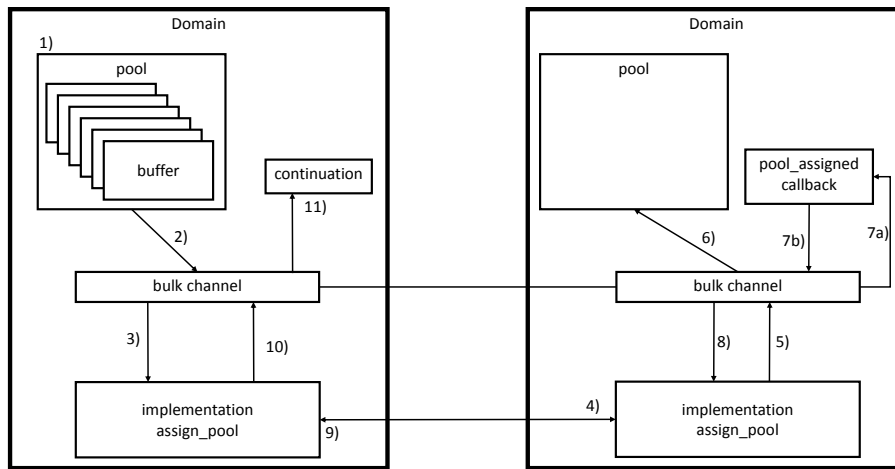 Domain
1)
pool
buffer
continuation
11)
2)
bulk channel
3)
10)
implementation
assign_pool
9)
Domain
pool
pool_assigned
callback
6)
7b)
7a)
bulk channel
8)
5)
4)
implementation
assign_pool